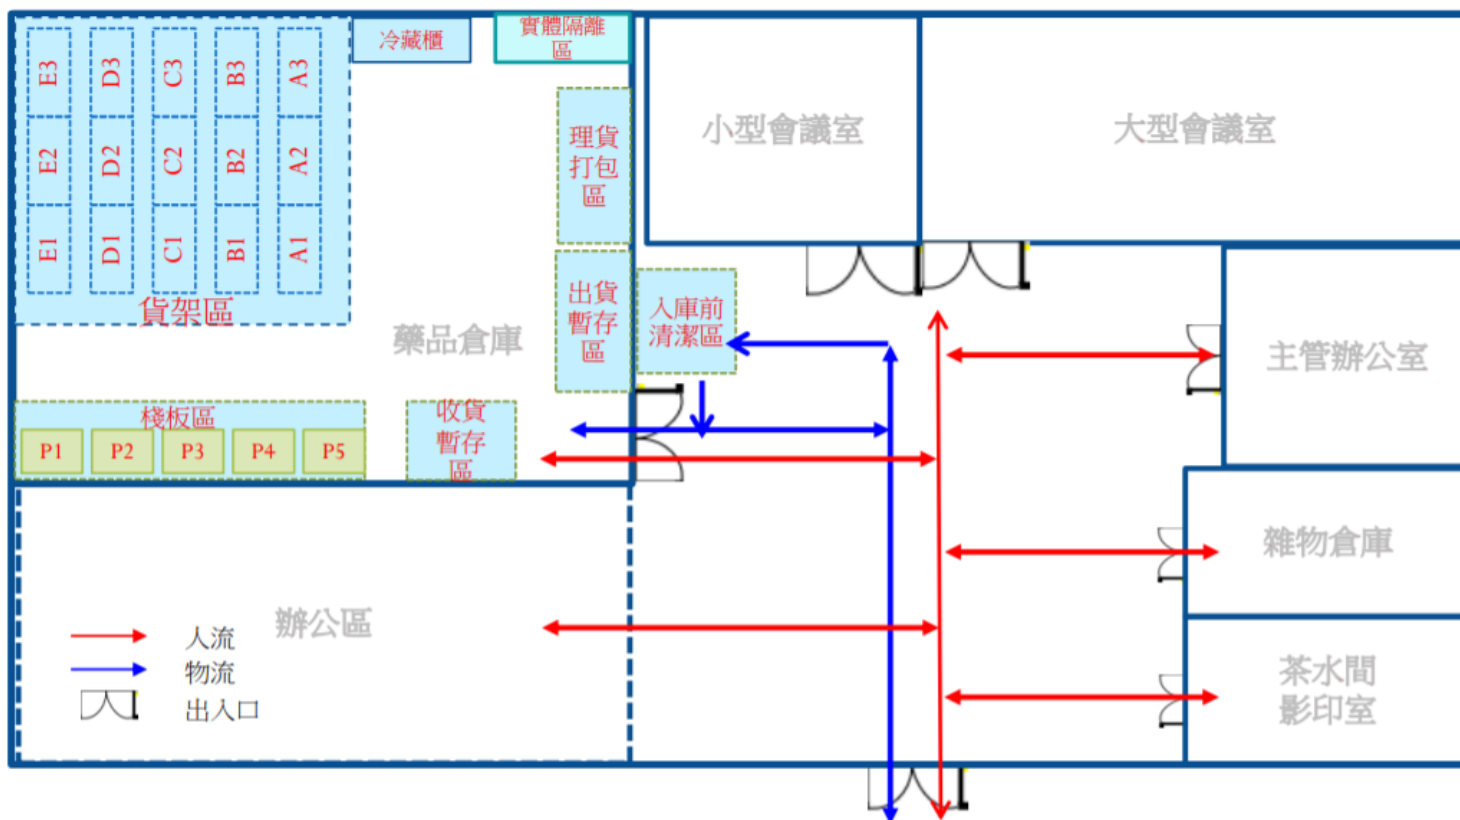 冷藏櫃
實體隔離
區
E3
D3
C3
B3
A3
E2
D2
C2
B2
A2
E1
D1
C1
B1
A1
貨架區
理貨
打包
區
出貨
暫存
區
藥品倉庫
入庫前
清潔區
小型會議室
大型會議室
主管辦公室
棧板區
P1
P2
P3
P4
P5
收貨
暫存
區
雜物倉庫
辦公區
人流
物流
出入口
茶水間
影印室